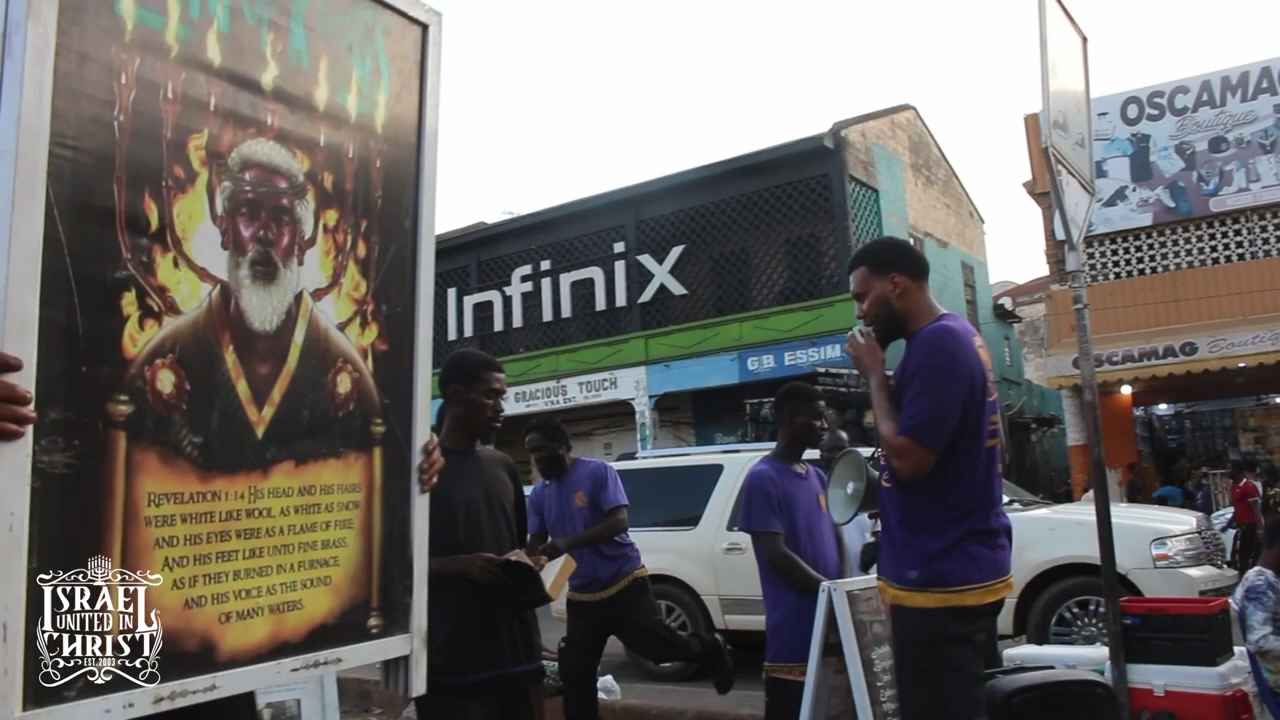 REVELATION 1:14 HIS HEAD AND HIS HAIRS
WERE WHITE LIKE WOOL, AS WHITE AS SNOW;
AND HIS EYES WERE AS A FLAME OF FIRE
AND HIS FEET LIKE UNTO FINE BRASS,
AS IF THEY BURNED IN A FURNACE;
AND HIS VOICE AS THE SOUND
OF MANY WATERS.
ISRAEL
UNITED IN
CHRIST
EST. 2003
Infinix
GRACIOUS TOUCH
G.B. ESSIM
OSCAMAG
Boutique
OSCAMAG Boutiq